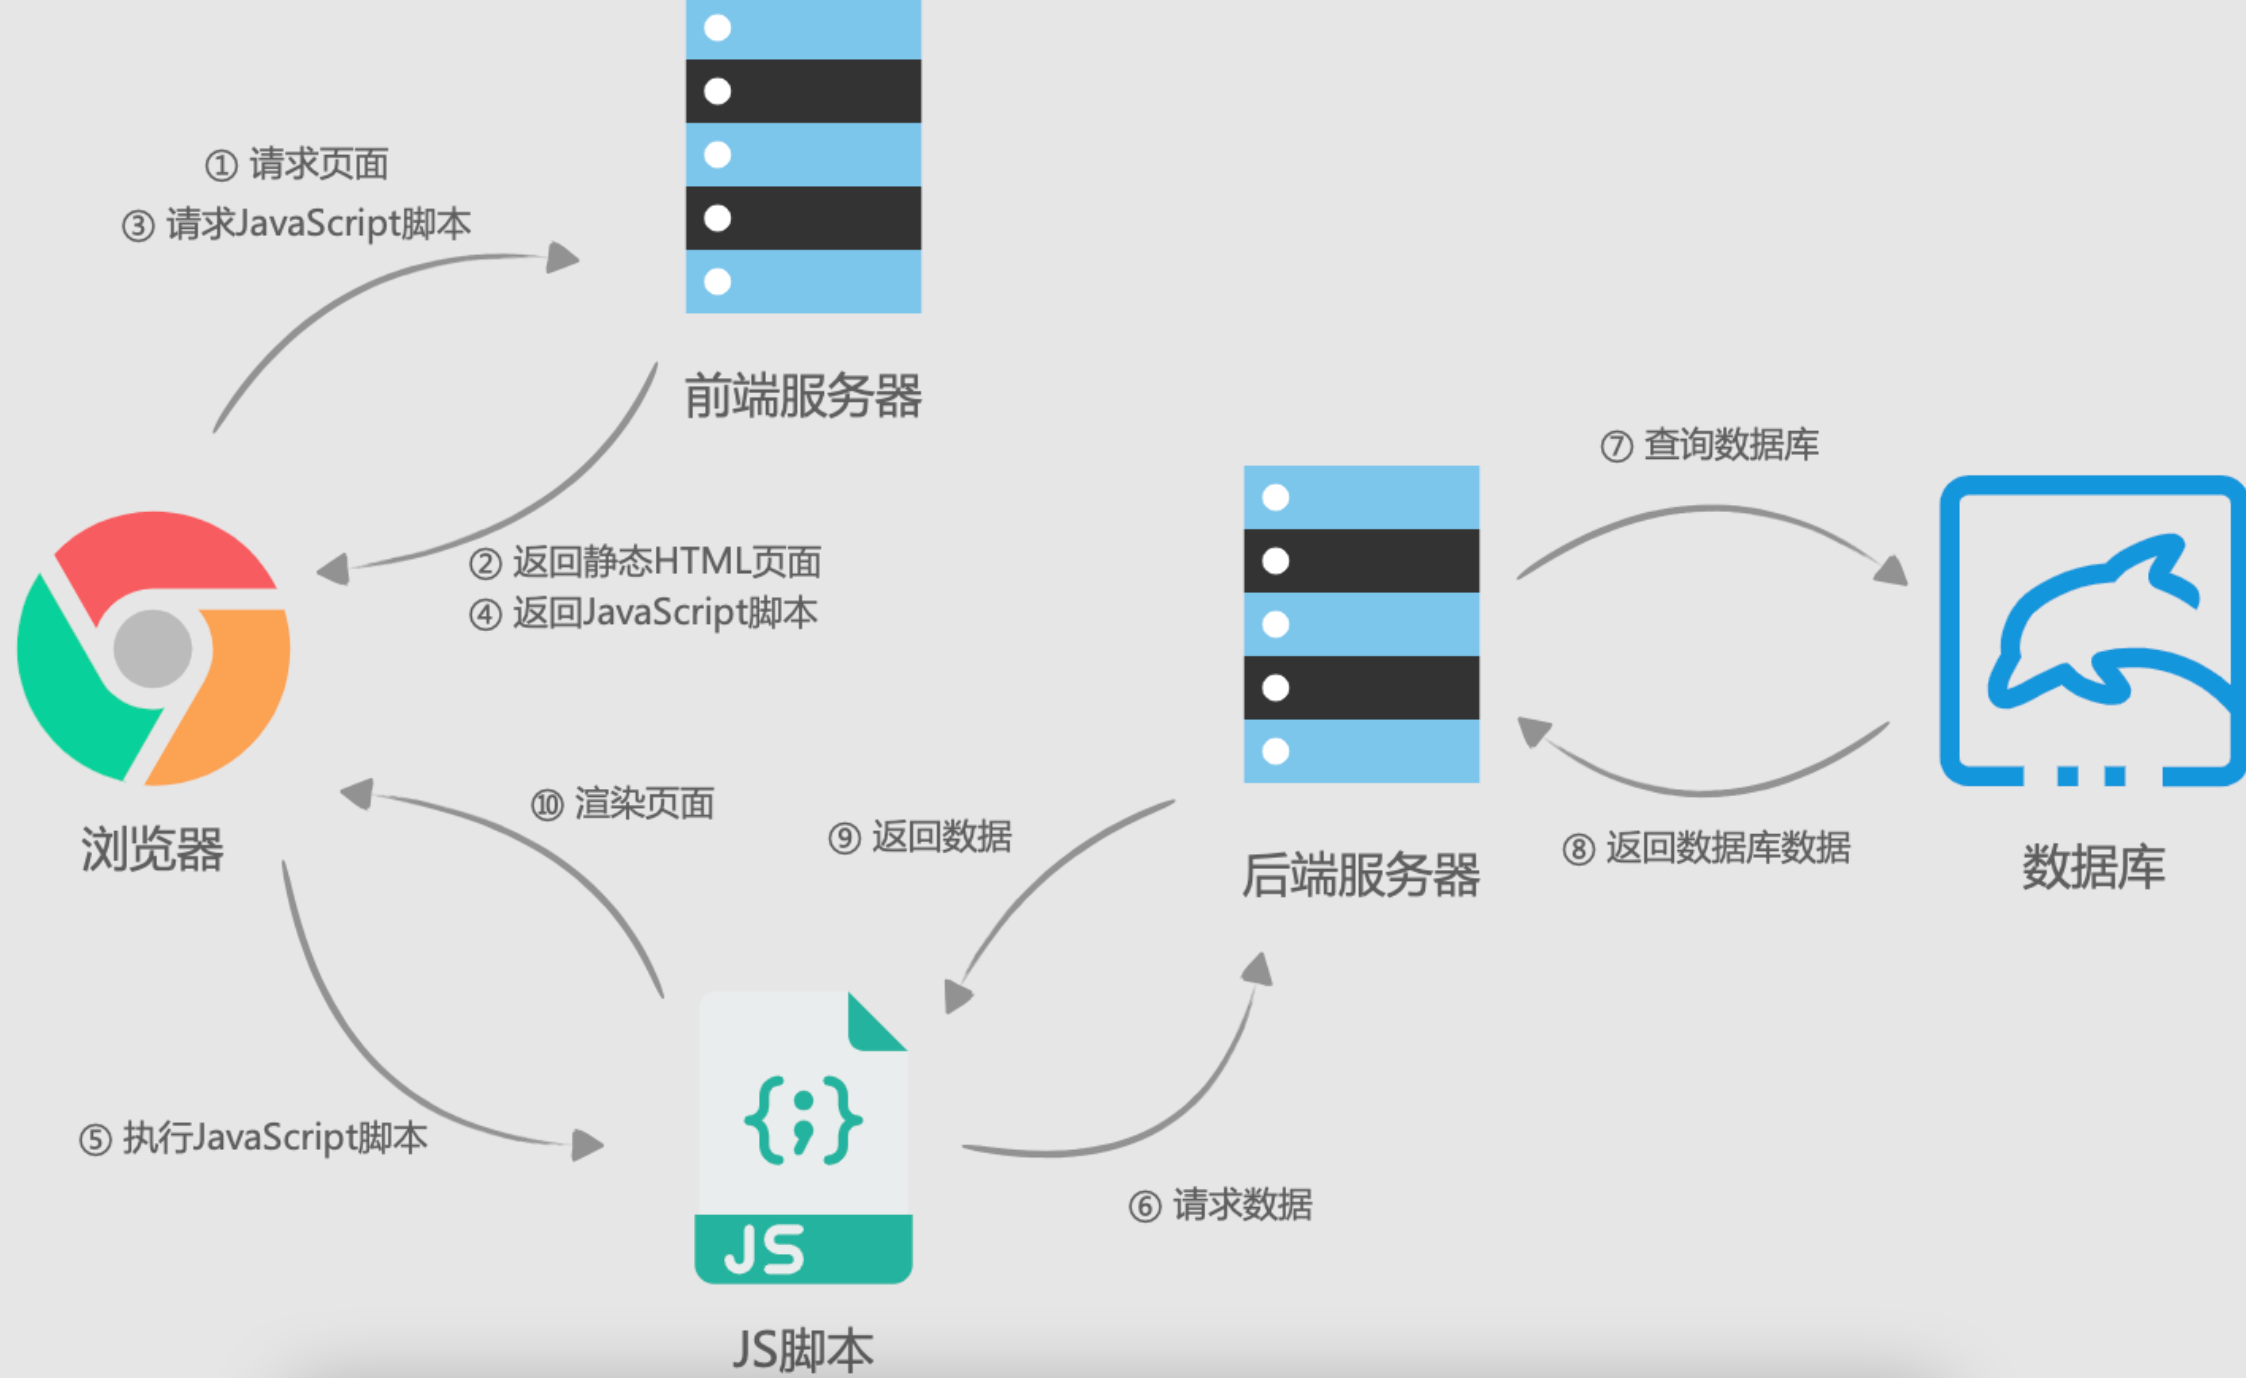 ① 请求页面
③ 请求JavaScript脚本
前端服务器
② 返回静态HTML页面
④ 返回JavaScript脚本
⑦ 查询数据库
浏览器
⑩ 渲染页面
⑨ 返回数据
后端服务器
⑧ 返回数据库数据
数据库
⑤ 执行JavaScript脚本
⑥ 请求数据
{;}
JS
JS脚本